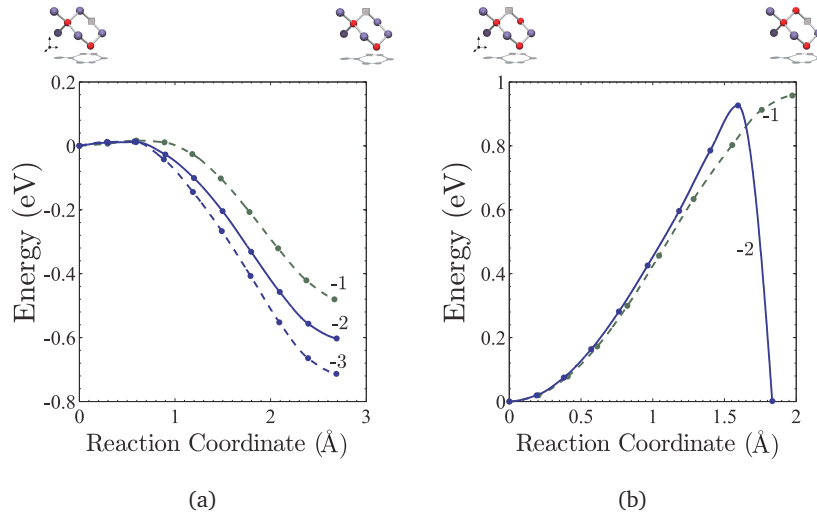 0.2
0
-0.2
-0.4
-0.6
-0.8
Energy (eV)
-1
-2
-3
0 1 2 3
Reaction Coordinate (Å)
(a)
1
0.8
0.6
0.4
0.2
0
Energy (eV)
-1
-2
0 0.5 1 1.5 2
Reaction Coordinate (Å)
(b)